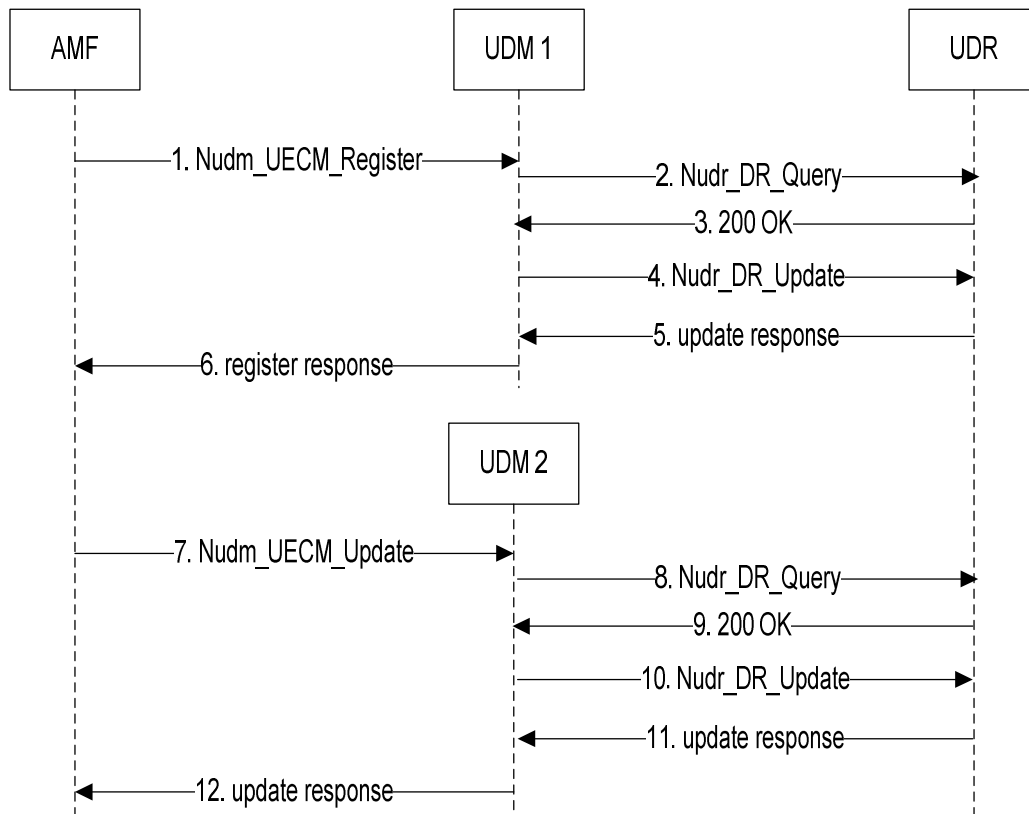 AMF
UDM 1
UDR
1. Nudm_UECM_Register
2. Nudr_DR_Query
3. 200 OK
4. Nudr_DR_Update
5. update response
6. register response
UDM 2
7. Nudm_UECM_Update
8. Nudr_DR_Query
9. 200 OK
10. Nudr_DR_Update
11. update response
12. update response